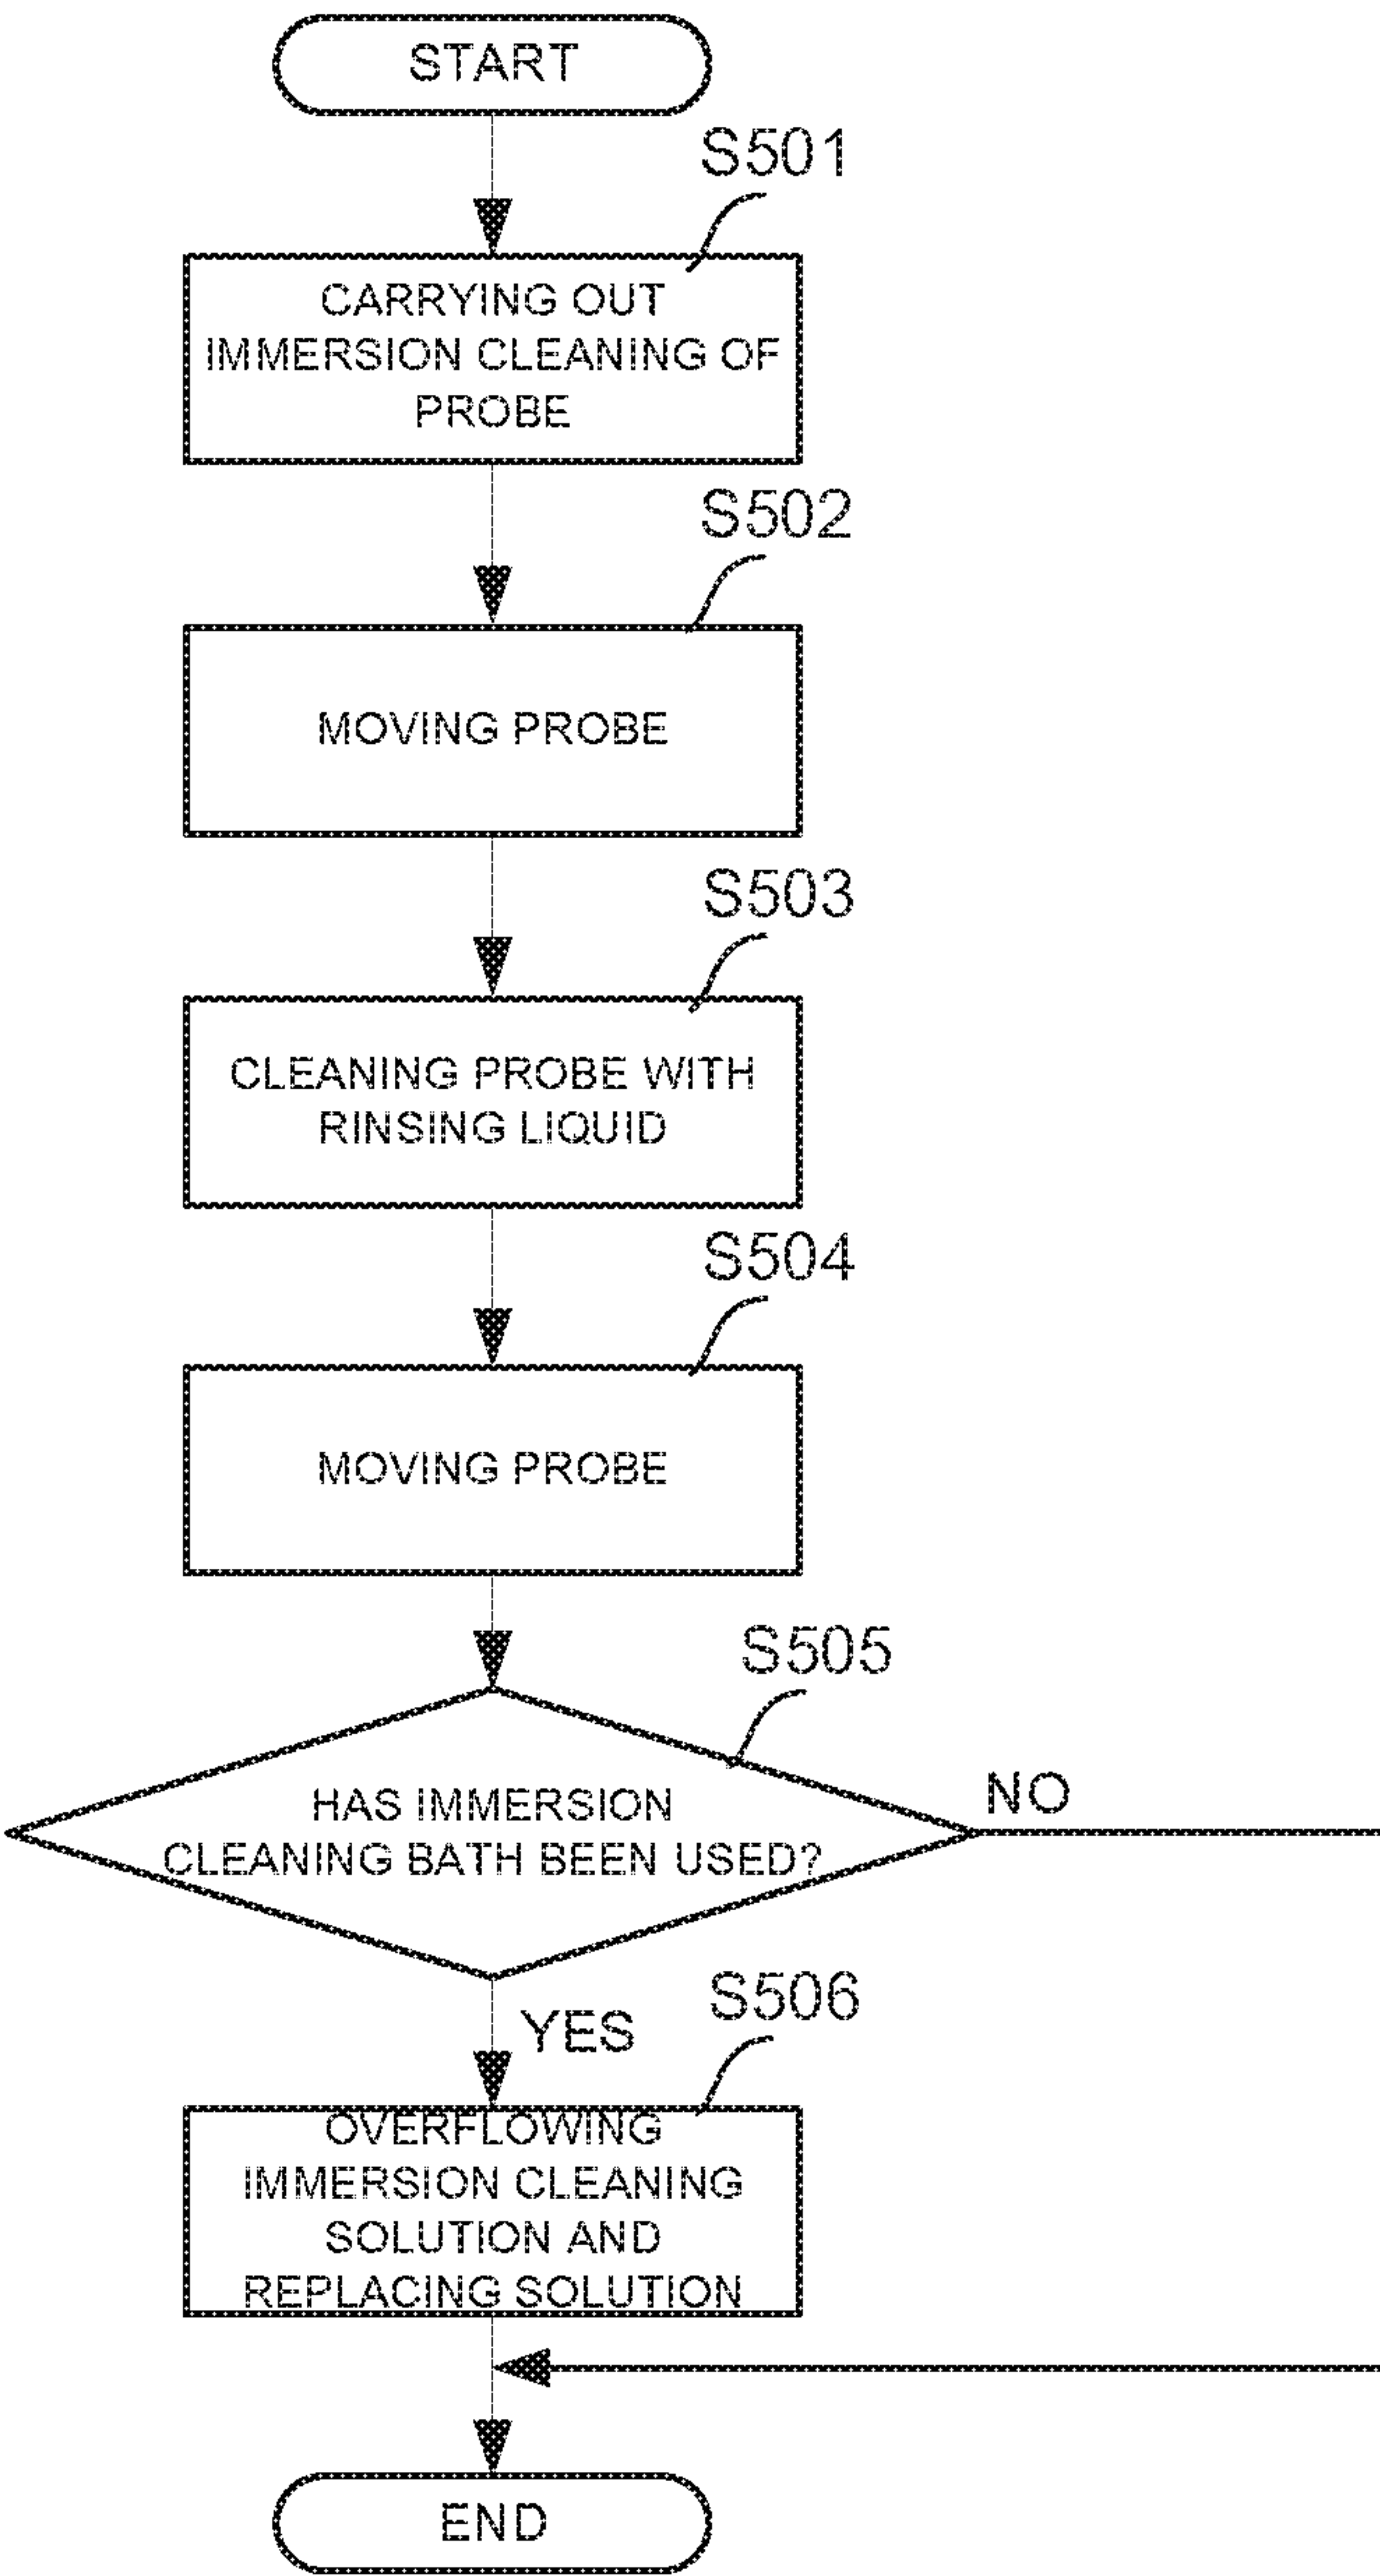 START
S501
CARRYING OUT
IMMERSION CLEANING OF
PROBE
S502
MOVING PROBE
S503
CLEANING PROBE WITH
RINSING LIQUID
S504
MOVING PROBE
S505
HAS IMMERSION
CLEANING BATH BEEN USED?
NO
YES
S506
OVERFLOWING
IMMERSION CLEANING
SOLUTION AND
REPLACING SOLUTION
END